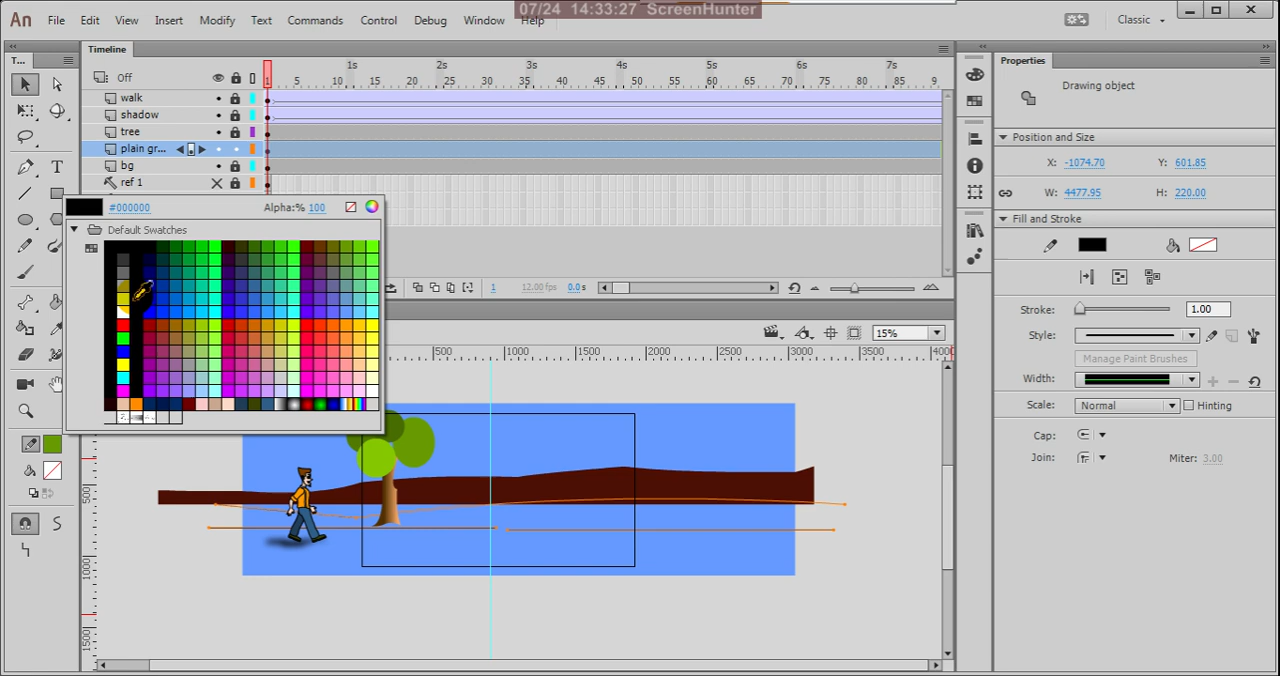 07/24 14:33:27 ScreenHunter
An File Edit View Insert Modify Text Commands Control Debug Window Help Classic
T... Timeline Properties
Off 1s 2s 3s 4s 5s 6s 7s
1 5 10 15 20 25 30 35 40 45 50 55 60 65 70 75 80 85 9
Drawing object
walk
shadow
tree
plain gr...
bg
ref 1
Position and Size
X: -1074.70 Y: 601.85
W: 4477.95 H: 220.00
Fill and Stroke
#000000 Alpha:% 100
Default Swatches
1 12.00 fps 0.0 s
Stroke: 1.00
15%
Style:
Manage Paint Brushes
Width:
500 1000 1500 2000 2500 3000 3500 4000
Scale: Normal Hinting
Cap:
Join: Miter: 3.00
500
1000
1500